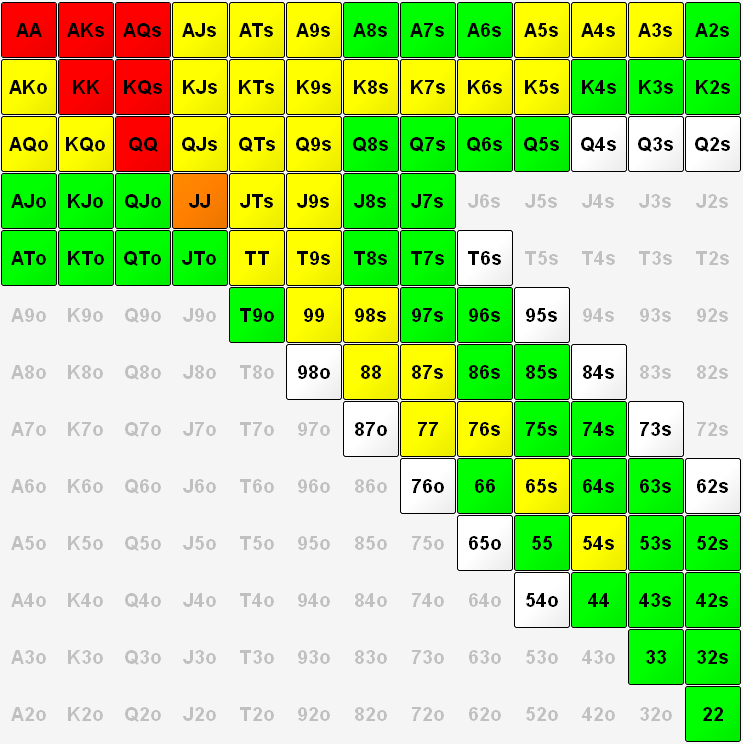 AA AKs AQs AJs ATs A9s A8s A7s A6s A5s A4s A3s A2s
AKo KK KQs KJs KTs K9s K8s K7s K6s K5s K4s K3s K2s
AQo KQo QQ QJs QTs Q9s Q8s Q7s Q6s Q5s Q4s Q3s Q2s
AJo KJo QJo JJ JTs J9s J8s J7s J6s J5s J4s J3s J2s
ATo KTo QTo JTo TT T9s T8s T7s T6s T5s T4s T3s T2s
A9o K9o Q9o J9o T9o 99 98s 97s 96s 95s 94s 93s 92s
A8o K8o Q8o J8o T8o 98o 88 87s 86s 85s 84s 83s 82s
A7o K7o Q7o J7o T7o 97o 87o 77 76s 75s 74s 73s 72s
A6o K6o Q6o J6o T6o 96o 86o 76o 66 65s 64s 63s 62s
A5o K5o Q5o J5o T5o 95o 85o 75o 65o 55 54s 53s 52s
A4o K4o Q4o J4o T4o 94o 84o 74o 64o 54o 44 43s 42s
A3o K3o Q3o J3o T3o 93o 83o 73o 63o 53o 43o 33 32s
A2o K2o Q2o J2o T2o 92o 82o 72o 62o 52o 42o 32o 22